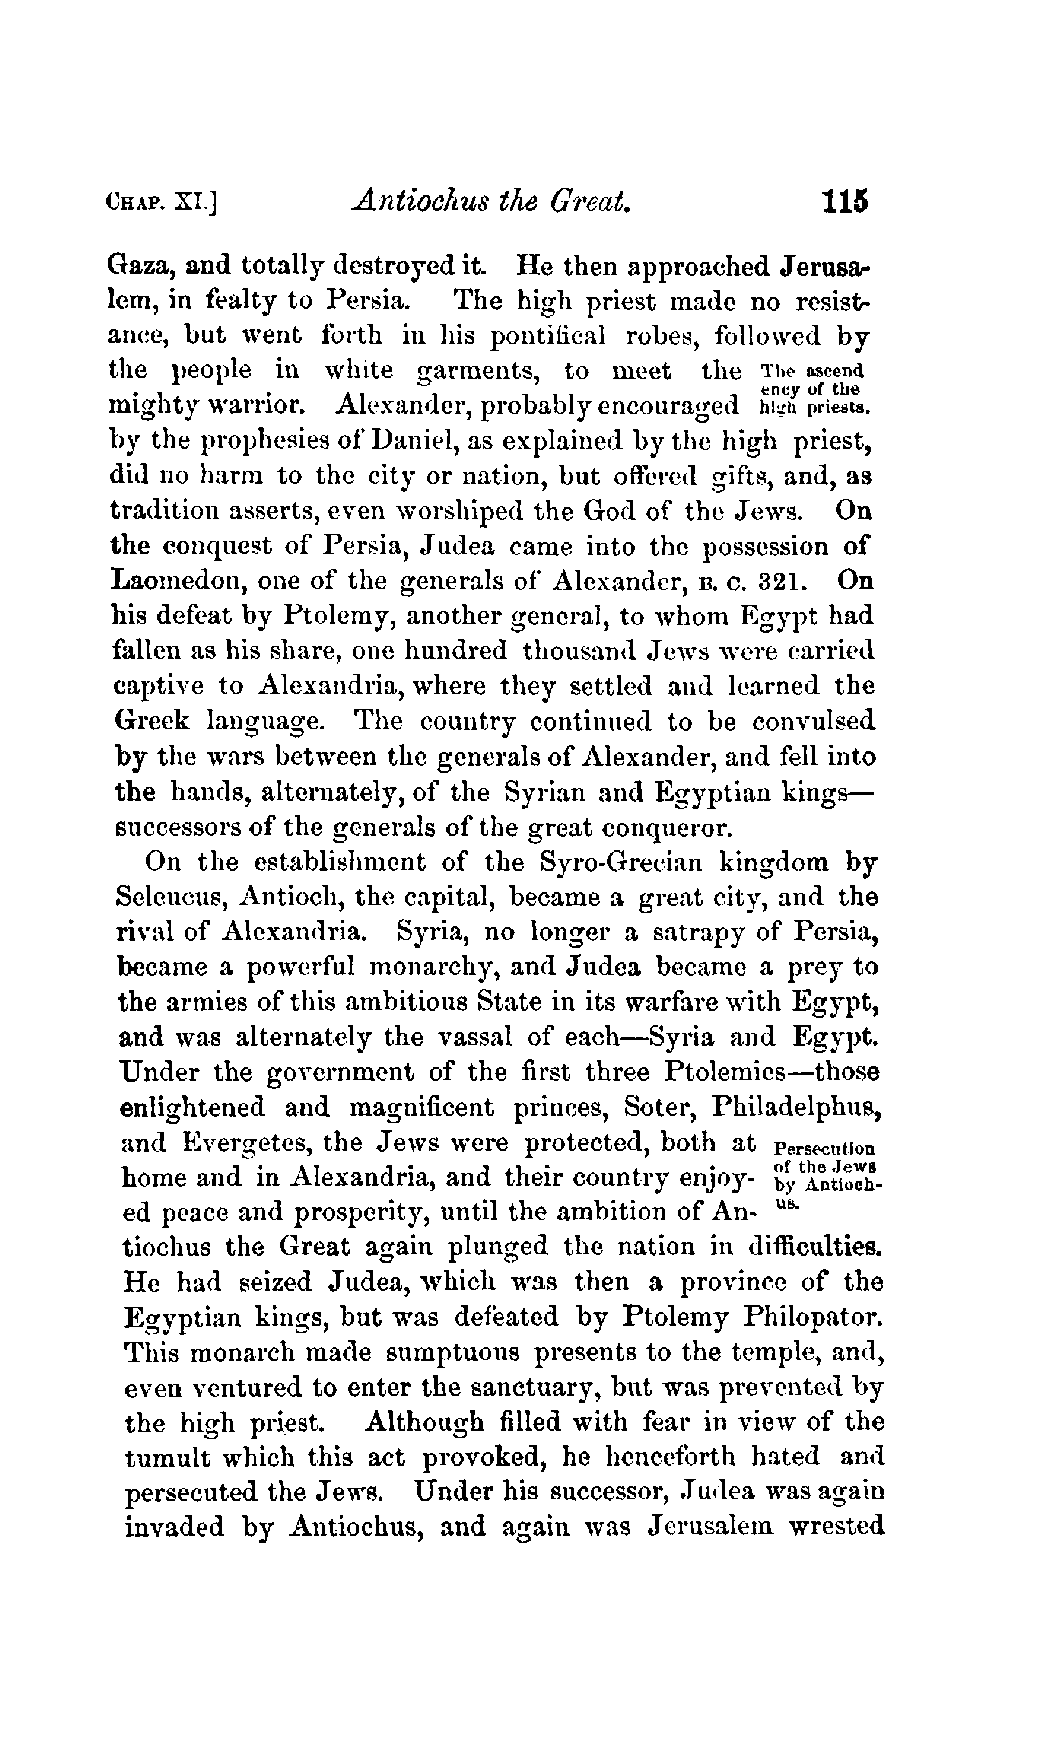 CHAP. XI.] Antiochus the Great. 115
Gaza, and totally destroyed it. He then approached Jerusa-
lem, in fealty to Persia. The high priest made no resist-
ance, but went forth in his pontifical robes, followed by
the people in white garments, to meet the
mighty warrior. Alexander, probably encouraged
The ascend
ency of the
high priests.
by the prophesies of Daniel, as explained by the high priest,
did no harm to the city or nation, but offered gifts, and, as
tradition asserts, even worshiped the God of the Jews. On
the conquest of Persia, Judea came into the possession of
Laomedon, one of the generals of Alexander, B. C. 321. On
his defeat by Ptolemy, another general, to whom Egypt had
fallen as his share, one hundred thousand Jews were carried
captive to Alexandria, where they settled and learned the
Greek language. The country continued to be convulsed
by the wars between the generals of Alexander, and fell into
the hands, alternately, of the Syrian and Egyptian kings—
successors of the generals of the great conqueror.
On the establishment of the Syro-Grecian kingdom by
Seleucus, Antioch, the capital, became a great city, and the
rival of Alexandria. Syria, no longer a satrapy of Persia,
became a powerful monarchy, and Judea became a prey to
the armies of this ambitious State in its warfare with Egypt,
and was alternately the vassal of each—Syria and Egypt.
Under the government of the first three Ptolemies—those
enlightened and magnificent princes, Soter, Philadelphus,
and Evergetes, the Jews were protected, both at
home and in Alexandria, and their country enjoy-
ed peace and prosperity, until the ambition of An-
Persecution
of the Jews
by Antioch-
us.
tiochus the Great again plunged the nation in difficulties.
He had seized Judea, which was then a province of the
Egyptian kings, but was defeated by Ptolemy Philopator.
This monarch made sumptuous presents to the temple, and,
even ventured to enter the sanctuary, but was prevented by
the high priest. Although filled with fear in view of the
tumult which this act provoked, he henceforth hated and
persecuted the Jews. Under his successor, Judea was again
invaded by Antiochus, and again was Jerusalem wrested